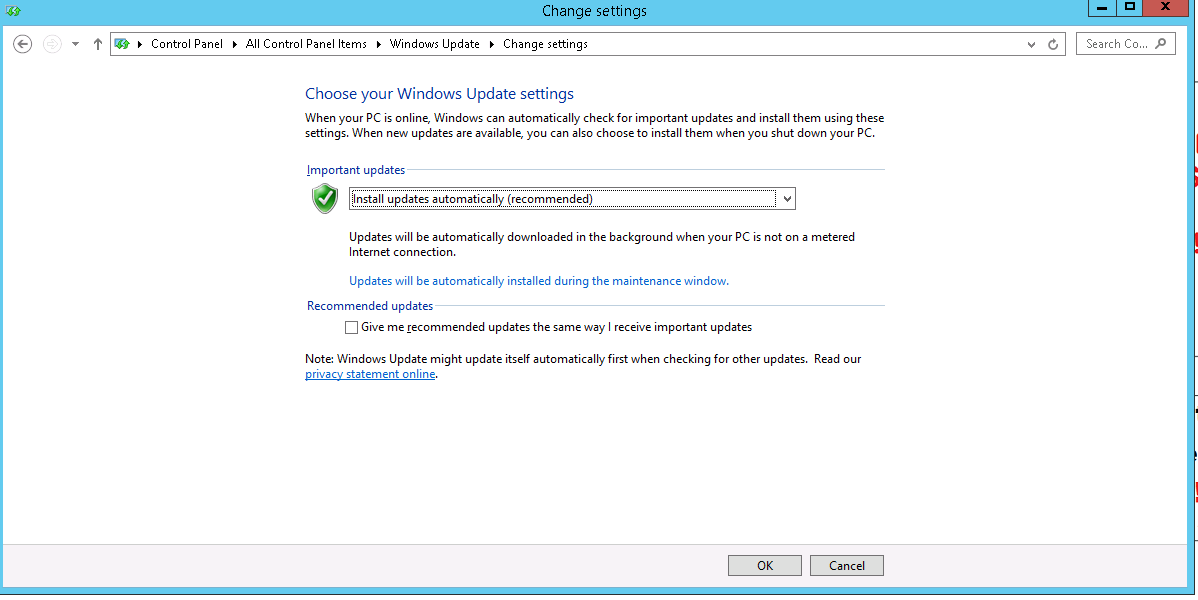 Change settings
Control Panel
All Control Panel Items
Windows Update
Change settings
Search Co...
Choose your Windows Update settings
When your PC is online, Windows can automatically check for important updates and install them using these
settings. When new updates are available, you can also choose to install them when you shut down your PC.
Important updates
Install updates automatically (recommended)
Updates will be automatically downloaded in the background when your PC is not on a metered
Internet connection.
Updates will be automatically installed during the maintenance window.
Recommended updates
Give me recommended updates the same way I receive important updates
Note: Windows Update might update itself automatically first when checking for other updates.  Read our
privacy statement online.
OK
Cancel